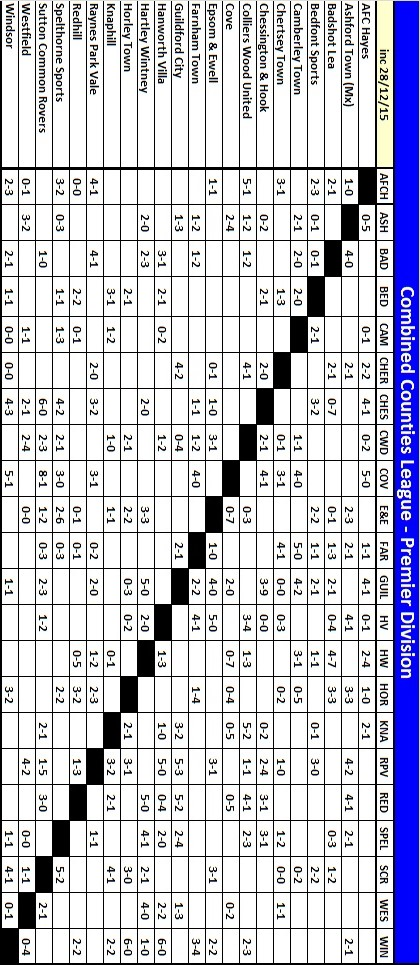 Combined Counties League - Premier Division
inc 28/12/15 AFCH ASH BAD BED CAM CHER CHES CWD COV E&E FAR GUIL HV HW HOR KNA RPV RED SPEL SCR WES WIN
AFC Hayes 0-5 0-1 2-2 4-1 0-2 5-0 1-1 4-1 0-1 2-4 1-0 2-1
Ashford Town (Mx) 1-0 4-0 2-1 2-3 2-1 4-1 3-3 4-2 4-1 2-1 2-1
Badshot Lea 2-1 2-1 0-7 0-1 1-3 2-1 0-4 4-7 3-3 0-3 1-2
Bedfont Sports 2-3 0-1 0-1 2-1 3-2 2-2 1-1 2-1 1-1 0-1 3-0 2-2
Camberley Town 2-1 2-0 2-0 1-1 4-0 5-0 4-2 3-1 0-5 0-2
Chertsey Town 3-1 1-3 0-1 3-1 4-1 0-0 0-3 0-2 1-0 1-2 0-0 1-1
Chessington & Hook 0-2 2-1 2-0 2-1 4-1 3-9 0-0 0-2 2-4 3-1 3-1
Colliers Wood United 5-1 1-2 1-2 4-1 0-3 3-4 1-3 5-2 1-1 4-1 2-3 2-3
Cove 2-4 0-7 2-0 0-7 0-4 0-5 0-5 0-2
Epsom & Ewell 1-1 0-1 1-0 3-1 1-0 4-0 5-0 3-1 3-1 2-2
Farnham Town 1-2 1-2 1-1 1-2 4-0 2-2 4-1 1-4 3-4
Guildford City 1-3 4-2 0-4 2-1 3-2 5-3 5-2 2-4 1-3
Hanworth Villa 3-1 2-1 0-2 1-2 1-3 1-0 5-0 0-4 2-0 2-2 6-0
Hartley Wintney 2-0 2-3 2-0 3-3 5-0 2-0 5-0 4-1 2-1 4-0 1-0
Horley Town 2-1 2-1 2-2 0-3 0-2 2-1 3-1 3-0 6-0
Knaphill 3-1 1-2 1-0 1-1 0-1 3-2 2-1 4-1 2-2
Raynes Park Vale 4-1 4-1 2-0 3-2 3-1 0-2 2-0 1-2 2-3 1-1
Redhill 0-0 2-2 0-1 0-1 0-1 0-5 3-2 1-3 2-2
Spelthorne Sports 3-2 0-3 1-1 1-3 4-2 2-1 3-0 2-6 0-3 2-2 5-2
Sutton Common Rovers 1-0 6-0 2-3 8-1 1-2 0-3 2-3 1-2 2-1 1-5 3-0 2-1
Westfield 0-1 3-2 1-1 2-1 2-4 0-0 4-2 0-0 1-1 0-4
Windsor 2-3 2-1 1-1 0-0 0-0 4-3 5-1 1-1 3-2 1-1 4-1 0-1